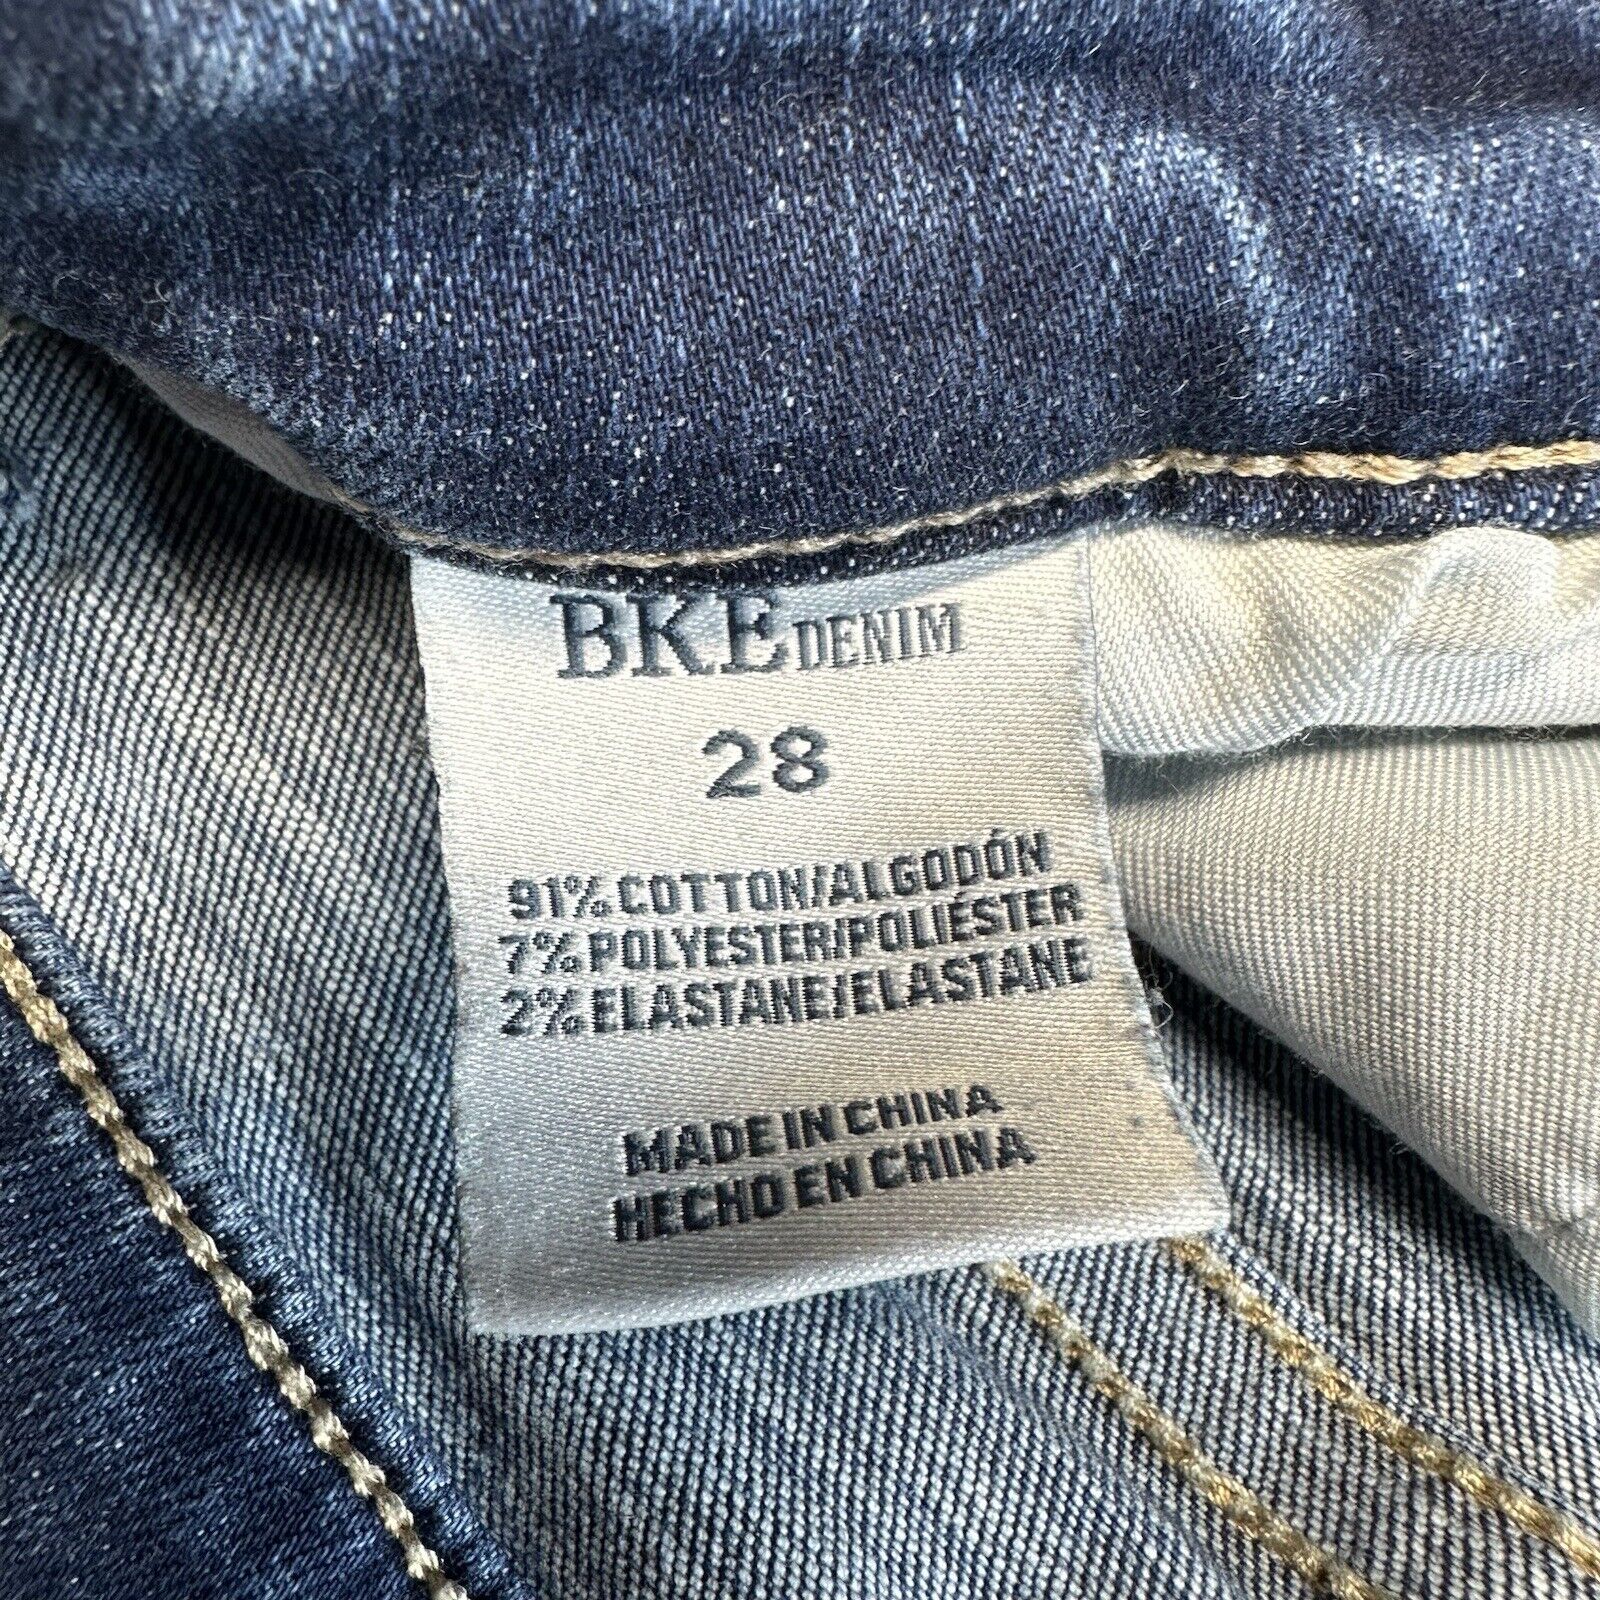 BKE DENIM
28
91% COTTON/ALGODÓN
7% POLYESTER/POLIÉSTER
2% ELASTANE/ELASTANE
MADE IN CHINA
HECHO EN CHINA